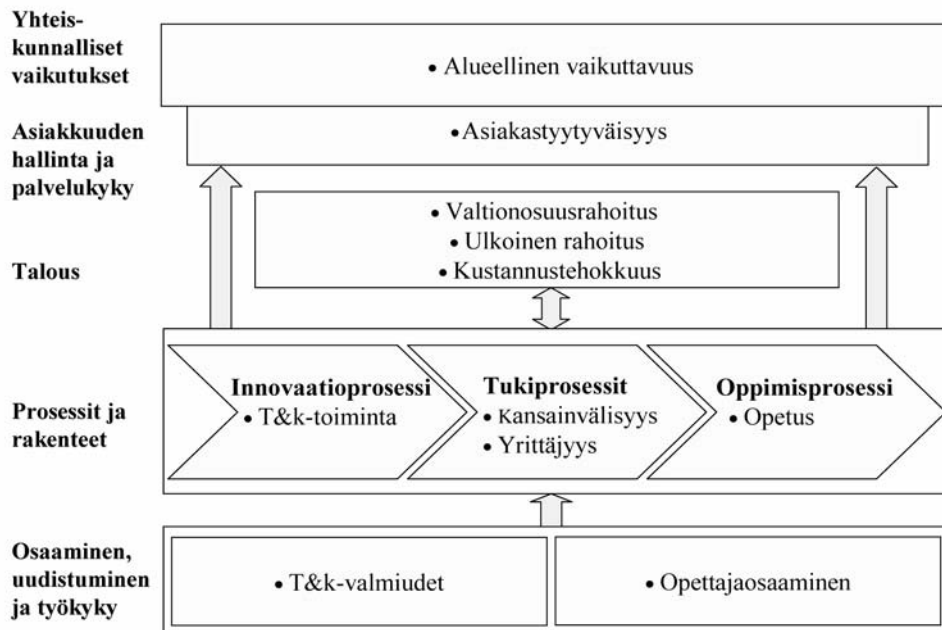 Yhteis-
kunnalliset
vaikutukset
• Alueellinen vaikuttavuus
Asiakkuuden
hallinta ja
palvelukyky
•Asiakastyytyväisyys
Talous
• Valtionosuusrahoitus
• Ulkoinen rahoitus
• Kustannustehokkuus
Prosessit ja
rakenteet
Innovaatioprosessi
• T&k-toiminta
Tukiprosessit
• Kansainvälisyys
• Yrittäjyys
Oppimisprosessi
• Opetus
Osaaminen,
uudistuminen
ja työkyky
• T&k-valmiudet
• Opettajaosaaminen